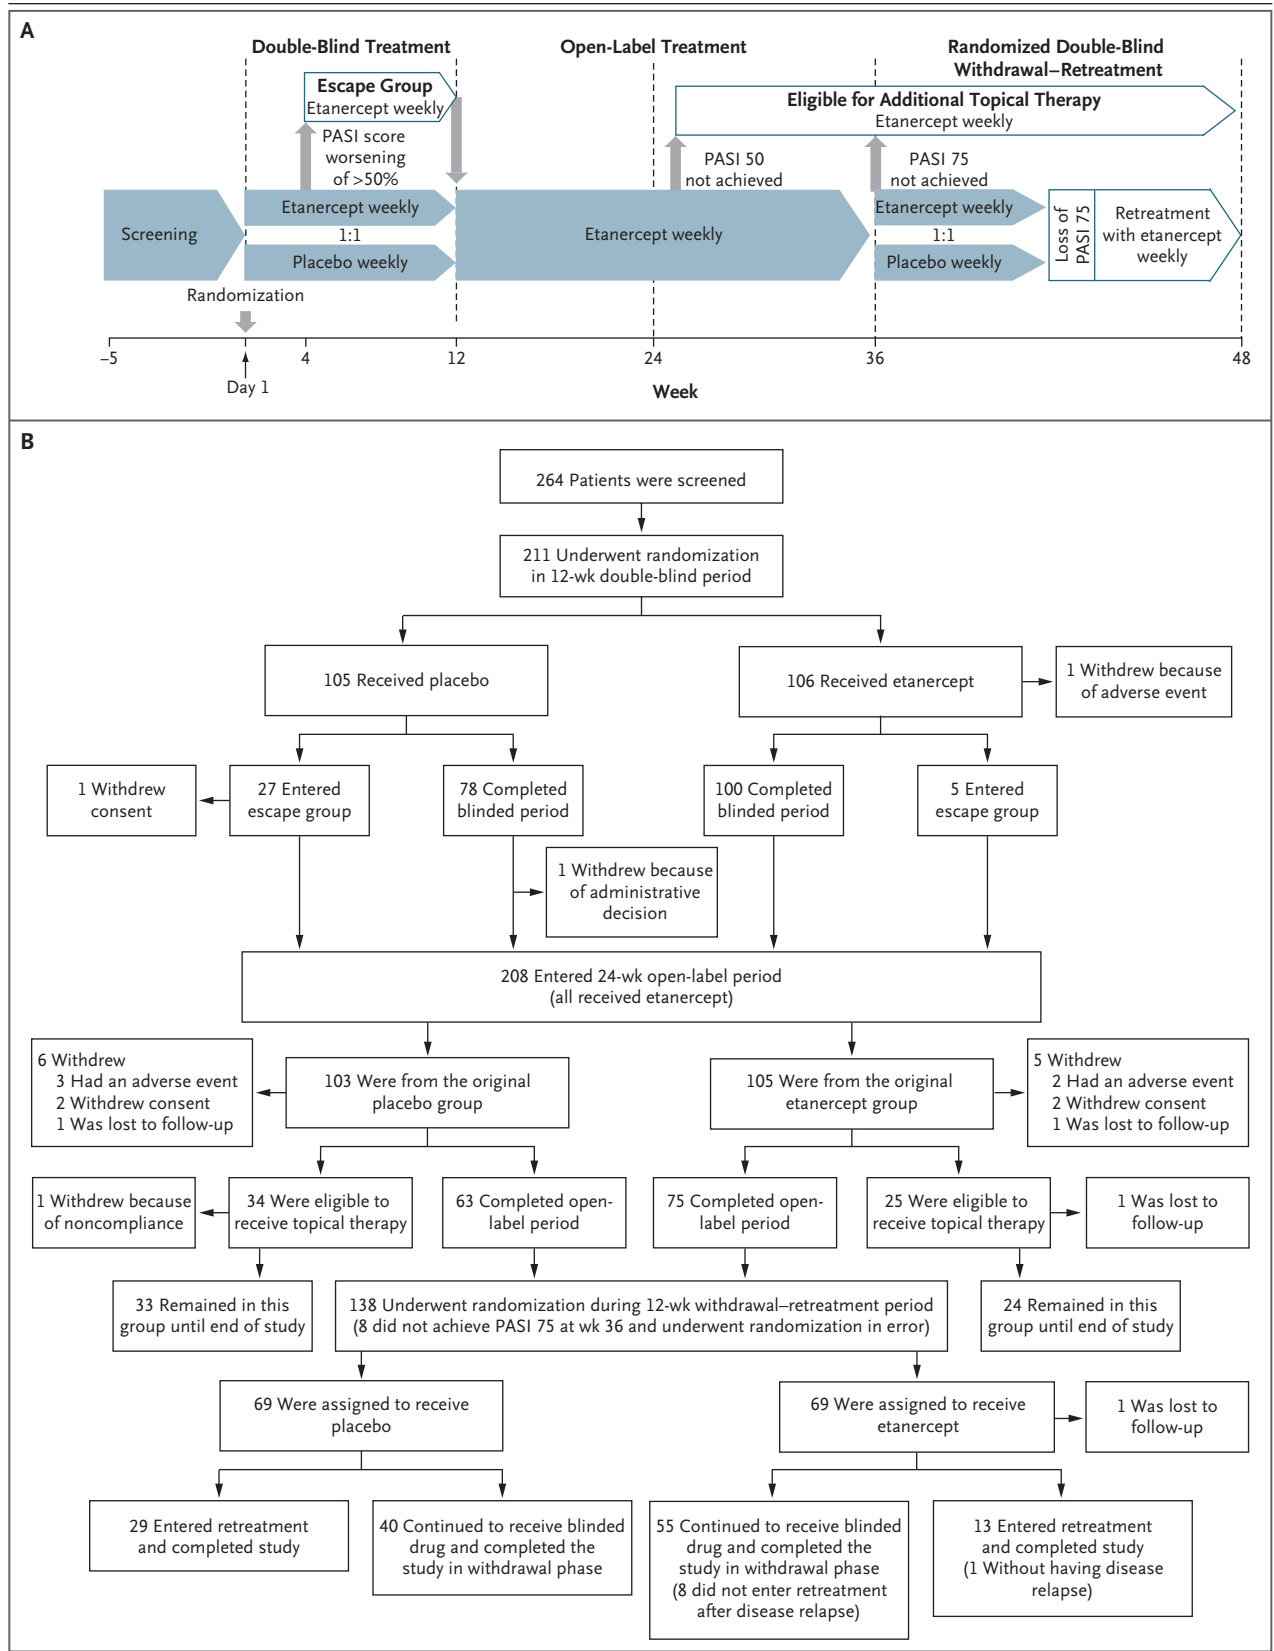 A
Double-Blind Treatment
Open-Label Treatment
Randomized Double-Blind
Withdrawal–Retreatment
Escape Group
Etanercept weekly
Eligible for Additional Topical Therapy
Etanercept weekly
PASI score
worsening
of >50%
PASI 50
not achieved
PASI 75
not achieved
Screening
Etanercept weekly
1:1
Placebo weekly
Etanercept weekly
Etanercept weekly
1:1
Placebo weekly
Loss of
PASI 75
Retreatment
with etanercept
weekly
Randomization
–5
4
12
24
36
48
Day 1
Week
B
264 Patients were screened
211 Underwent randomization
in 12-wk double-blind period
105 Received placebo
106 Received etanercept
1 Withdrew because
of adverse event
1 Withdrew
consent
27 Entered
escape group
78 Completed
blinded period
100 Completed
blinded period
5 Entered
escape group
1 Withdrew because
of administrative
decision
208 Entered 24-wk open-label period
(all received etanercept)
6 Withdrew
3 Had an adverse event
2 Withdrew consent
1 Was lost to follow-up
103 Were from the original
placebo group
105 Were from the original
etanercept group
5 Withdrew
2 Had an adverse event
2 Withdrew consent
1 Was lost to follow-up
1 Withdrew because
of noncompliance
34 Were eligible to
receive topical therapy
63 Completed open-
label period
75 Completed open-
label period
25 Were eligible to
receive topical therapy
1 Was lost to
follow-up
33 Remained in this
group until end of study
138 Underwent randomization during 12-wk withdrawal–retreatment period
(8 did not achieve PASI 75 at wk 36 and underwent randomization in error)
24 Remained in this
group until end of study
69 Were assigned to receive
placebo
69 Were assigned to receive
etanercept
1 Was lost to
follow-up
29 Entered retreatment
and completed study
40 Continued to receive blinded
drug and completed the
study in withdrawal phase
55 Continued to receive blinded
drug and completed the
study in withdrawal phase
(8 did not enter retreatment
after disease relapse)
13 Entered retreatment
and completed study
(1 Without having disease
relapse)